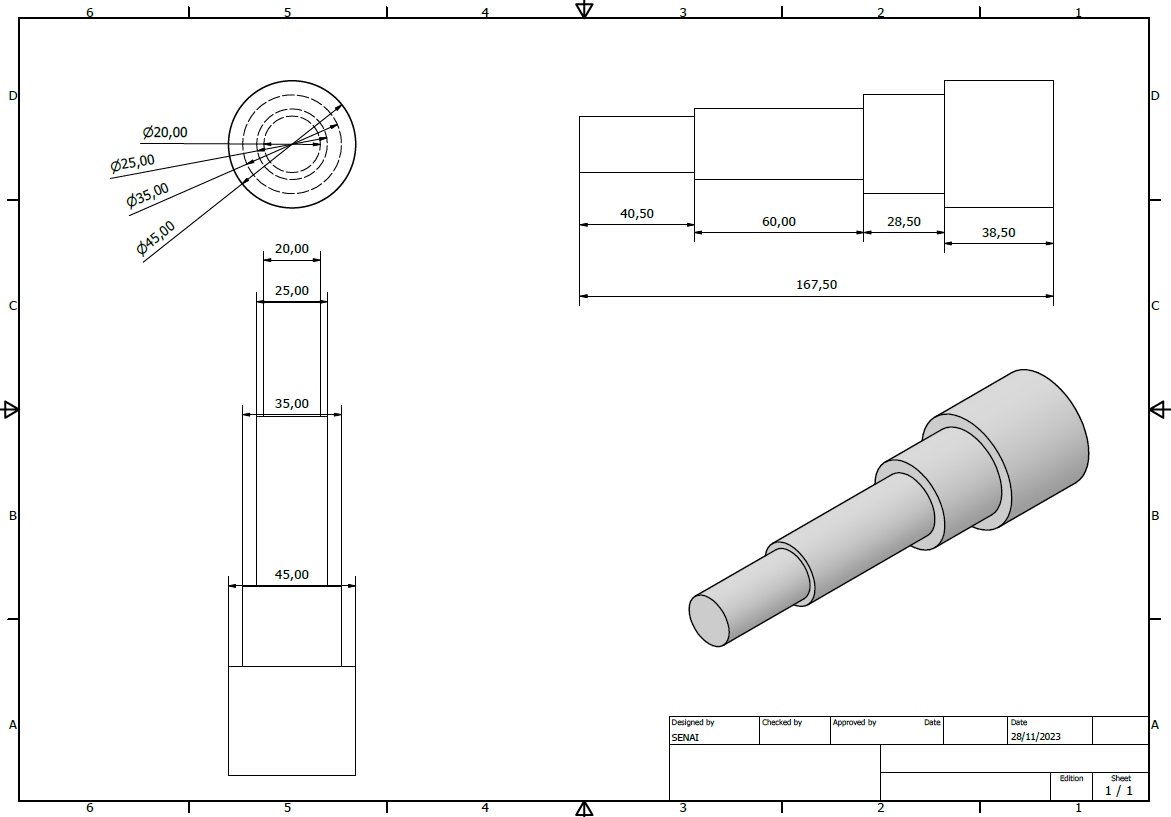 6 5 4 3 2 1
D D
Ø20,00
Ø25,00
Ø35,00
Ø45,00
40,50
60,00
28,50
38,50
167,50
20,00
25,00
35,00
45,00
C C
B B
A A
Designed by
SENAI
Checked by
Approved by
Date
Date
28/11/2023
Edition
Sheet
1 / 1
6 5 4 3 2 1